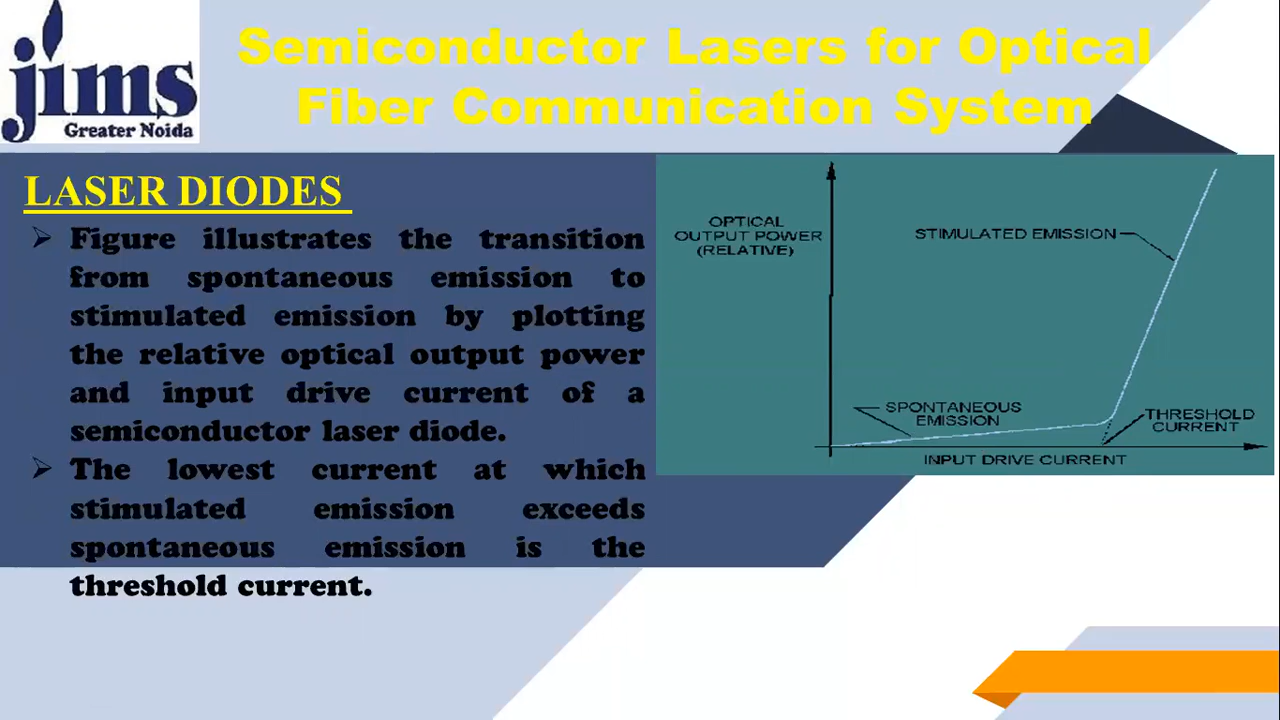 jims
Greater Noida
Semiconductor Lasers for Optical
Fiber Communication System
LASER DIODES
Figure illustrates the transition
from spontaneous emission to
stimulated emission by plotting
the relative optical output power
and input drive current of a
semiconductor laser diode.
The lowest current at which
stimulated emission exceeds
spontaneous emission is the
threshold current.
OPTICAL
OUTPUT POWER
(RELATIVE)
STIMULATED EMISSION
SPONTANEOUS
EMISSION
THRESHOLD
CURRENT
INPUT DRIVE CURRENT